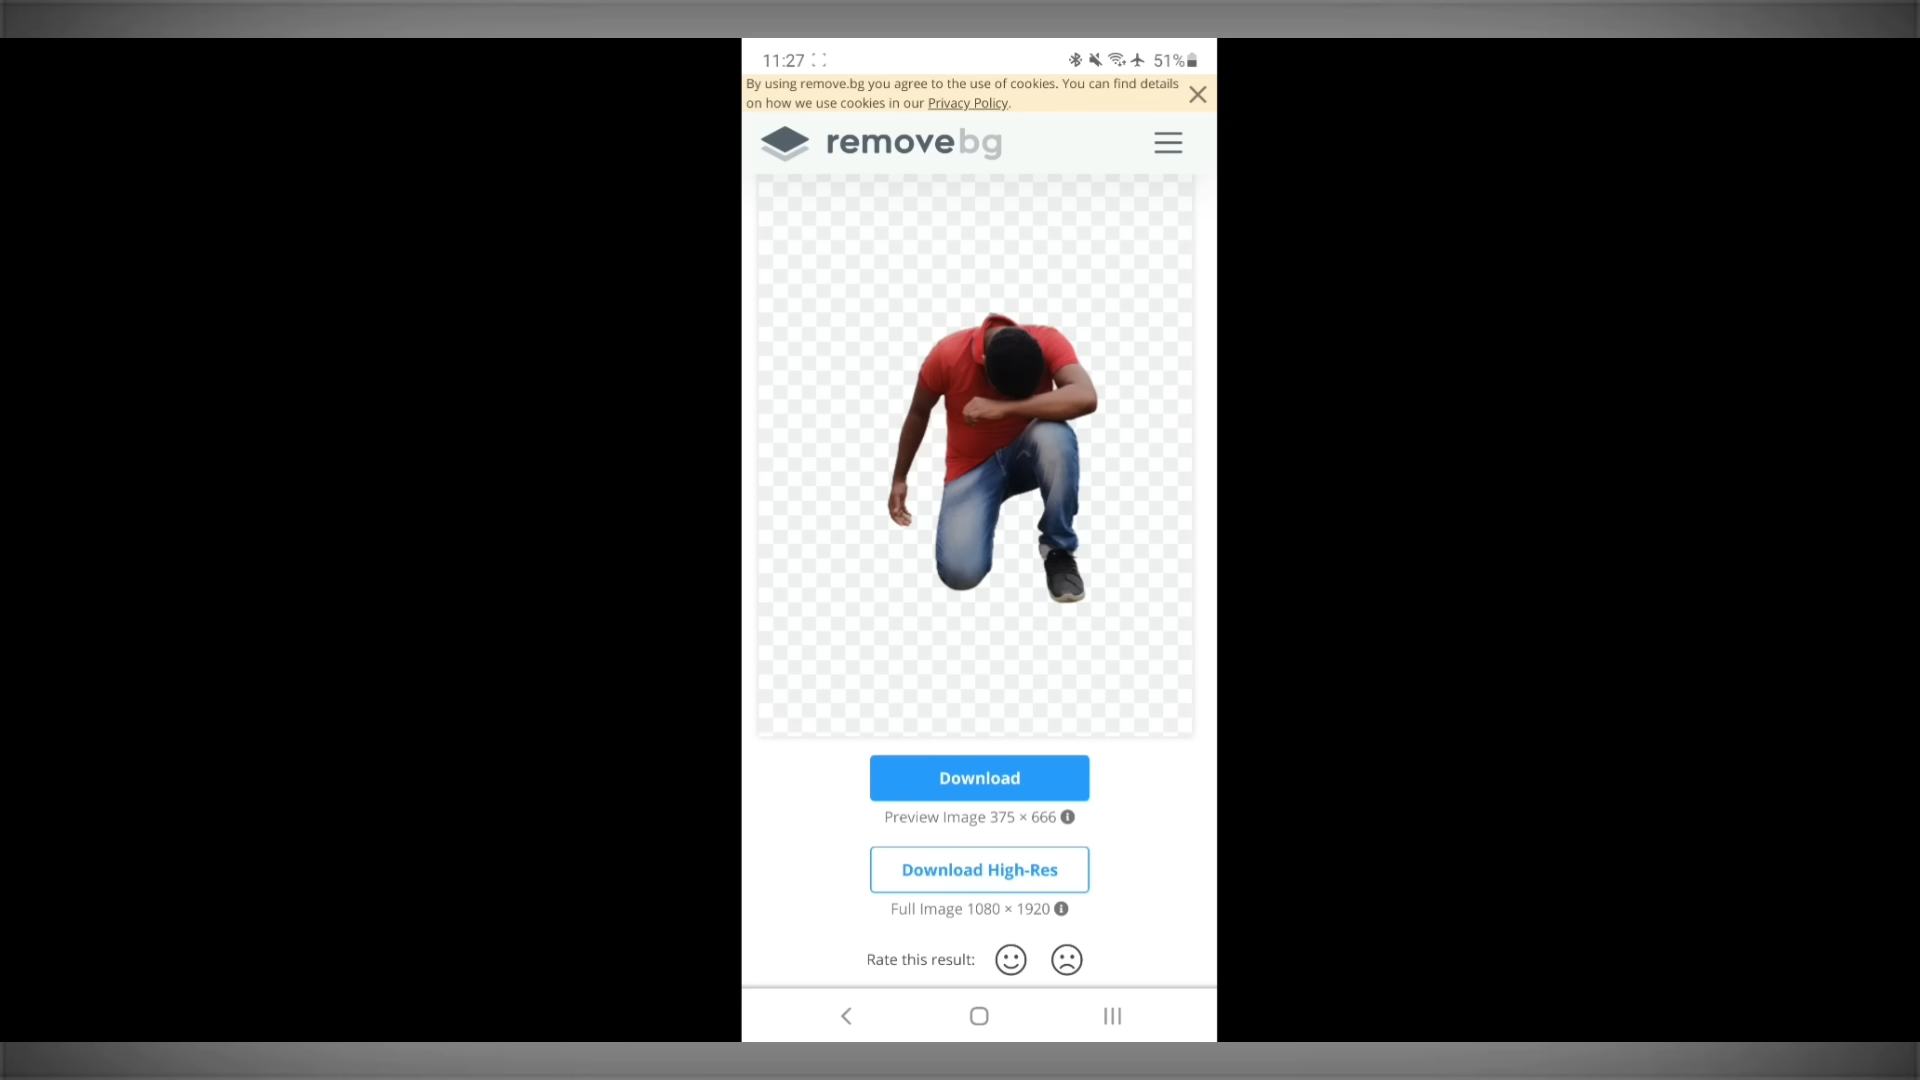 11:27 51%
By using remove.bg you agree to the use of cookies. You can find details
on how we use cookies in our Privacy Policy.
removebg
Download
Preview Image 375 × 666
Download High-Res
Full Image 1080 × 1920
Rate this result: